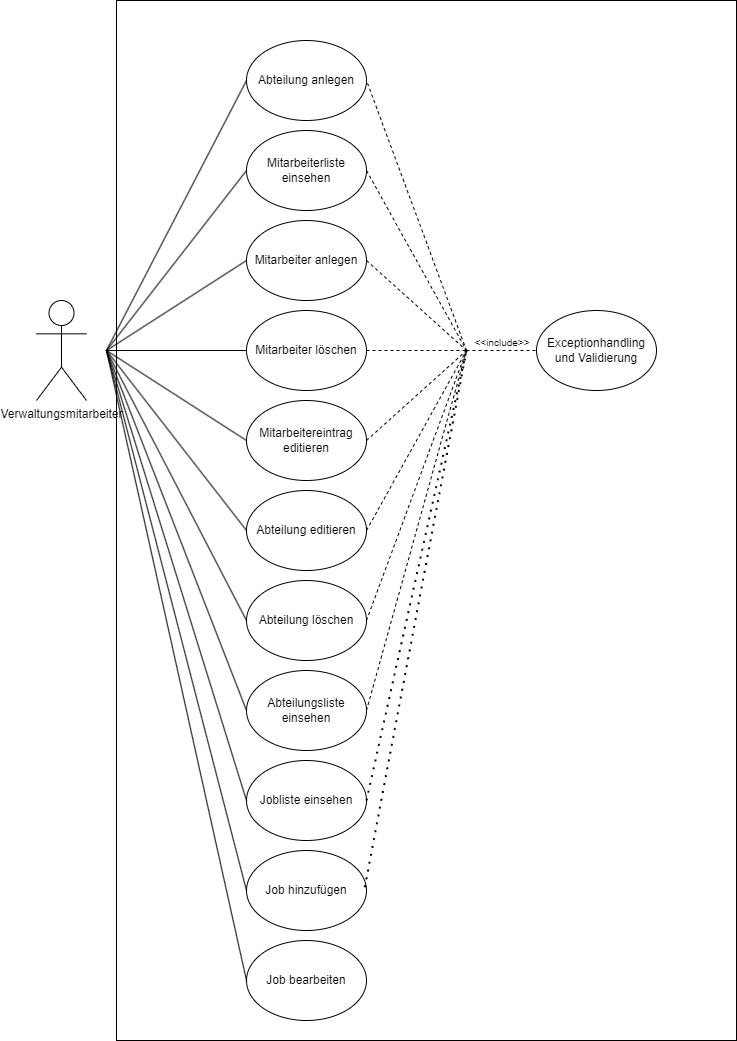 Abteilung anlegen
Mitarbeiterliste
einsehen
Mitarbeiter anlegen
Mitarbeiter löschen
<<include>>
Exceptionhandling
und Validierung
Verwaltungsmitarbeiter
Mitarbeitereintrag
editieren
Abteilung editieren
Abteilung löschen
Abteilungsliste
einsehen
Jobliste einsehen
Job hinzufügen
Job bearbeiten